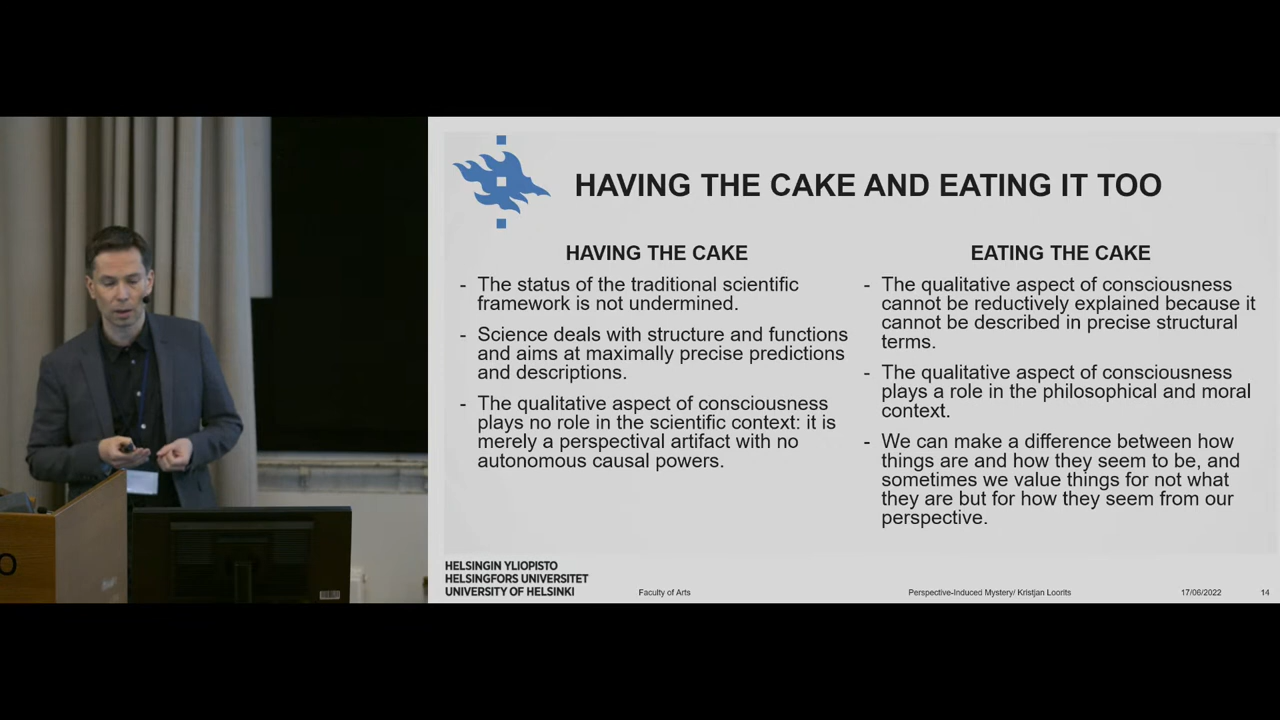 HAVING THE CAKE AND EATING IT TOO
HAVING THE CAKE
- The status of the traditional scientific
framework is not undermined.
- Science deals with structure and functions
and aims at maximally precise predictions
and descriptions.
- The qualitative aspect of consciousness
plays no role in the scientific context: it is
merely a perspectival artifact with no
autonomous causal powers.
EATING THE CAKE
- The qualitative aspect of consciousness
cannot be reductively explained because it
cannot be described in precise structural
terms.
- The qualitative aspect of consciousness
plays a role in the philosophical and moral
context.
- We can make a difference between how
things are and how they seem to be, and
sometimes we value things for not what
they are but for how they seem from our
perspective.
HELSINGIN YLIOPISTO
HELSINGFORS UNIVERSITET
UNIVERSITY OF HELSINKI
Faculty of Arts
Perspective-Induced Mystery/ Kristjan Loorits
17/06/2022
14